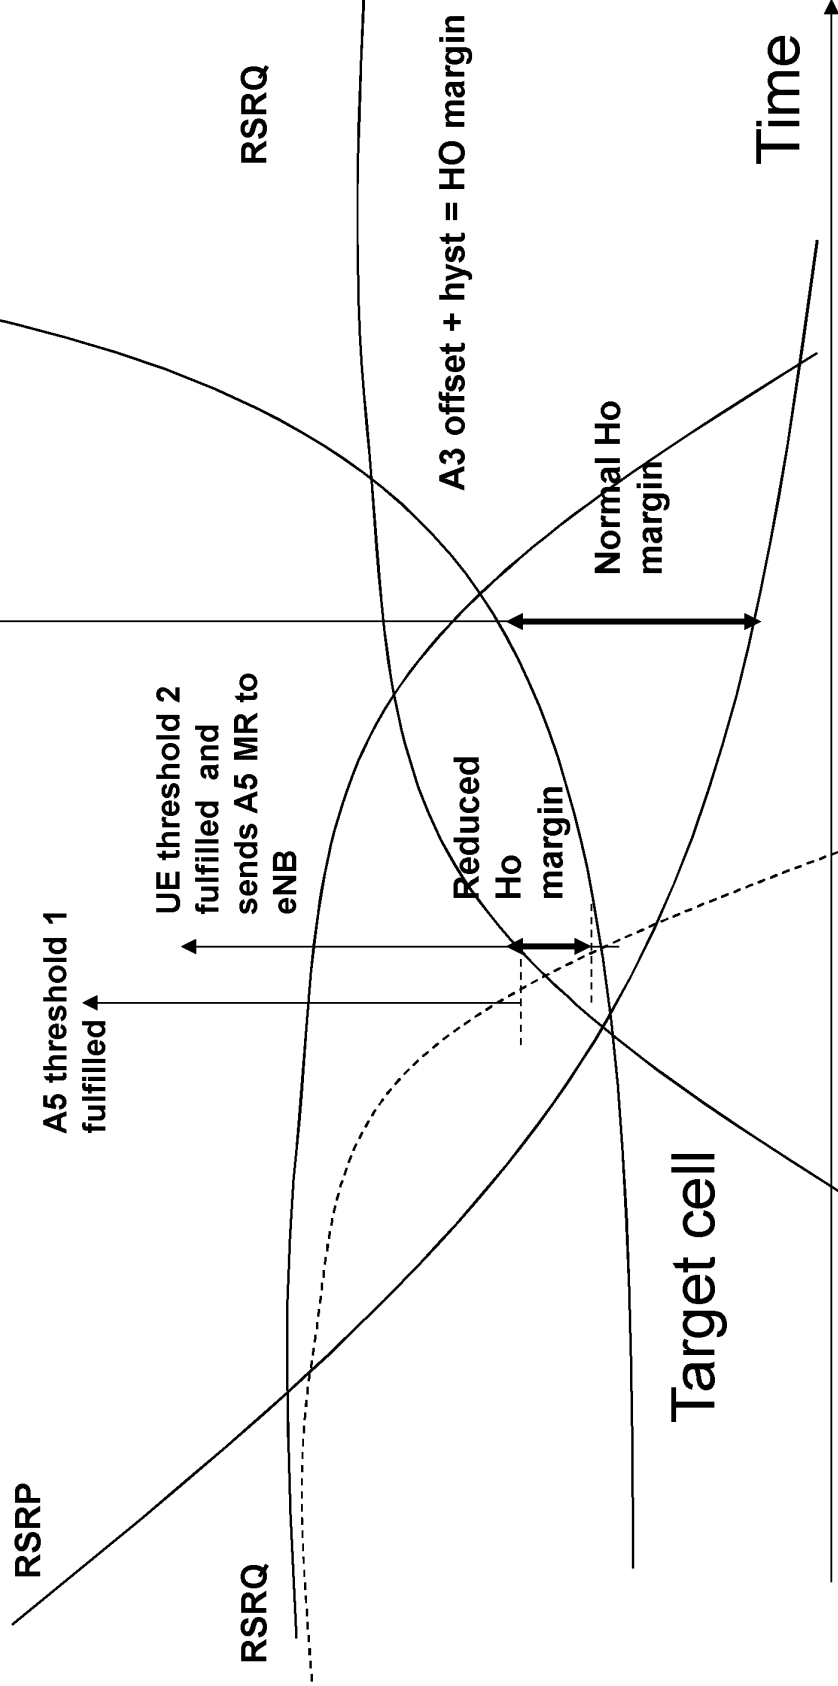 RSRP
RSRQ
A5 threshold 1
fulfilled
UE threshold 2
fulfilled and
sends A5 MR to
eNB
RSRQ
A3 offset + hyst = HO margin
Reduced
Ho
margin
Normal Ho
margin
Target cell
Time